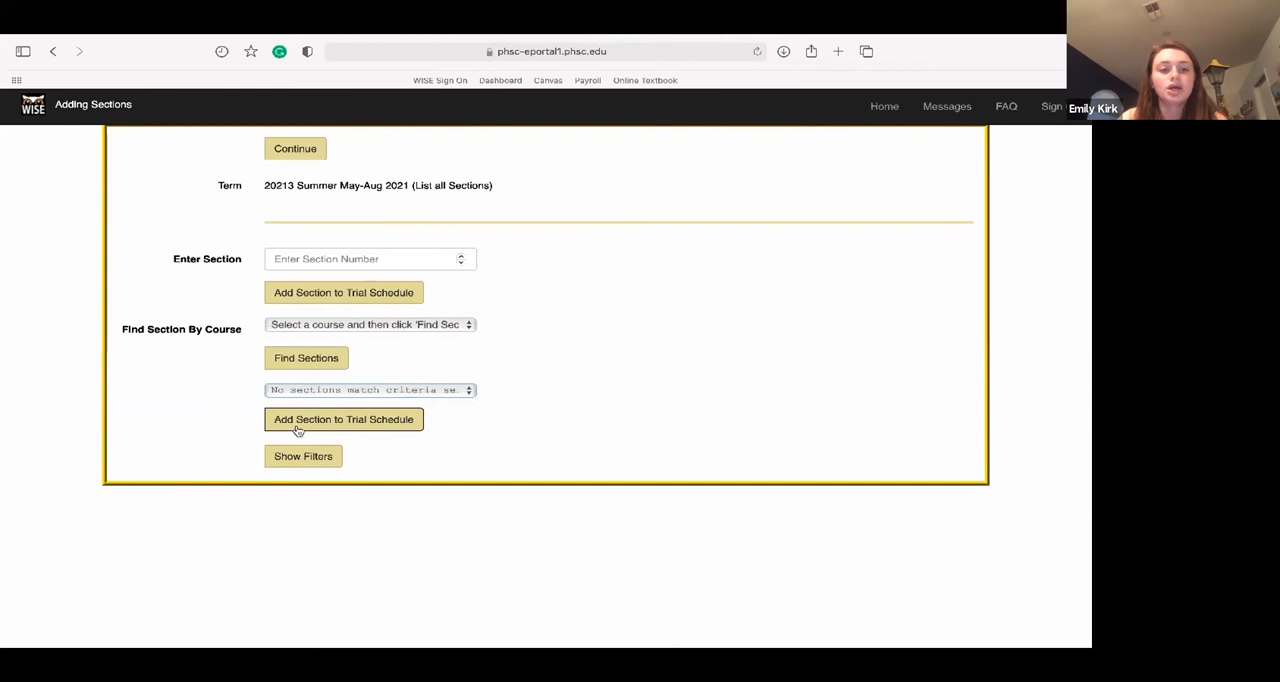 phsc-eportal1.phsc.edu
WISE Sign On Dashboard Canvas Payroll Online Textbook
WISE Adding Sections Home Messages FAQ Sign
Emily Kirk
Continue
Term 20213 Summer May-Aug 2021 (List all Sections)
Enter Section Enter Section Number
Add Section to Trial Schedule
Find Section By Course Select a course and then click 'Find Sec
Find Sections
No sections match criteria se.
Add Section to Trial Schedule
Show Filters